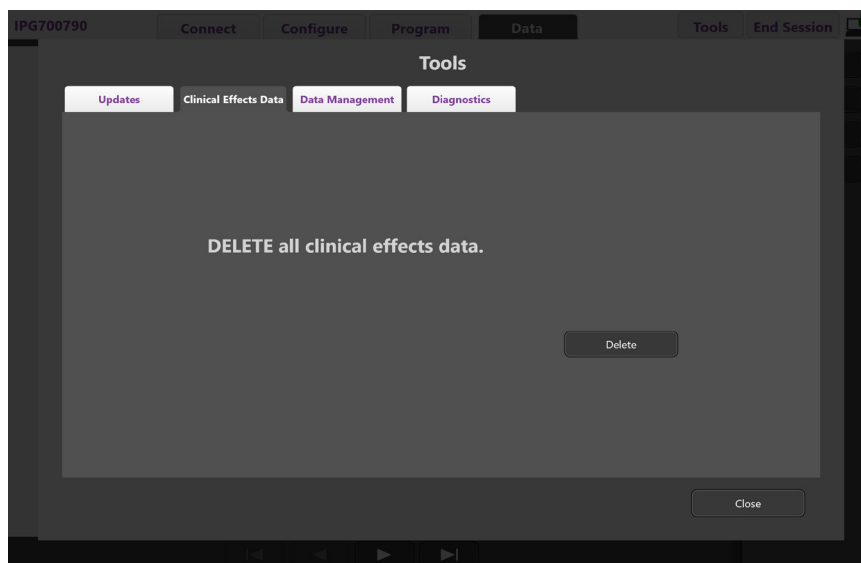 IPG700790 Connect Configure Program Data Tools End Session
Tools
Updates Clinical Effects Data Data Management Diagnostics
DELETE all clinical effects data.
Delete
Close